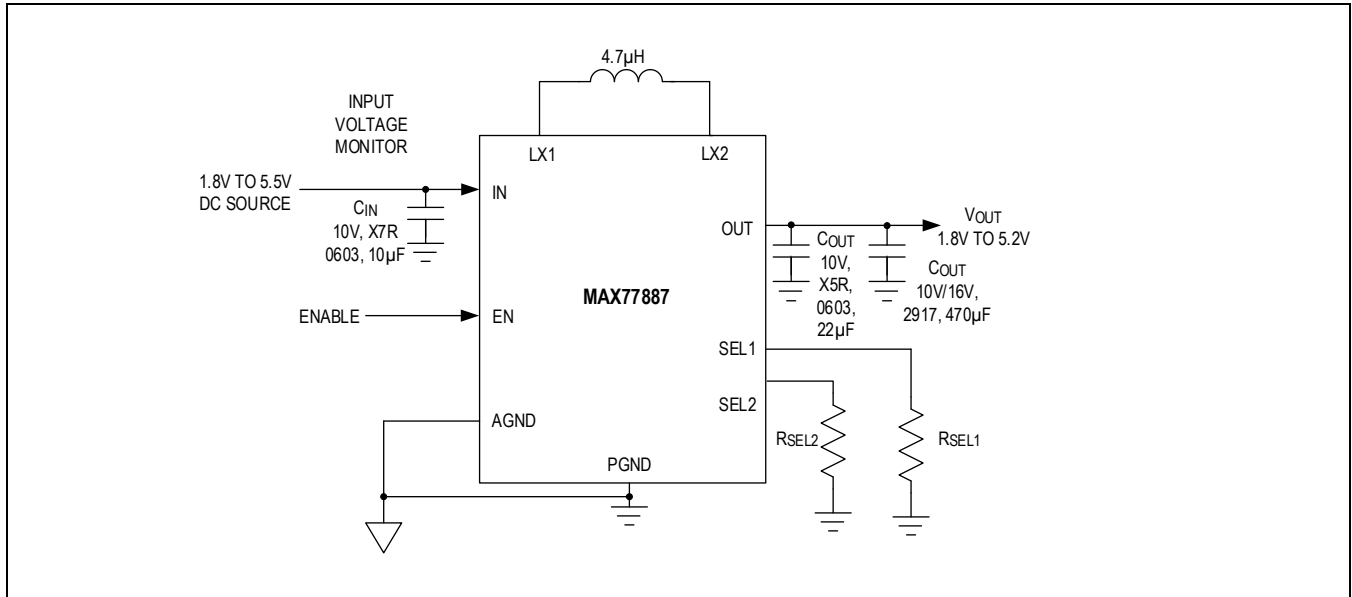 4.7µH
INPUT
VOLTAGE
MONITOR
LX1
LX2
1.8V TO 5.5V
DC SOURCE
IN
CIN
10V, X7R
0603, 10µF
OUT
VOUT
1.8V TO 5.2V
COUT
10V,
X5R,
0603,
22µF
COUT
10V/16V,
2917, 470µF
MAX77887
ENABLE
EN
SEL1
SEL2
AGND
RSEL2
RSEL1
PGND